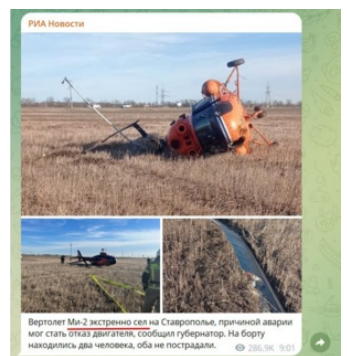 РИА Новости
Вертолет Ми-2 экстренно сел на Ставрополье, причиной аварии
мог стать отказ двигателя, сообщил губернатор. На борту
находились два человека, оба не пострадали.
286.9K 9:01